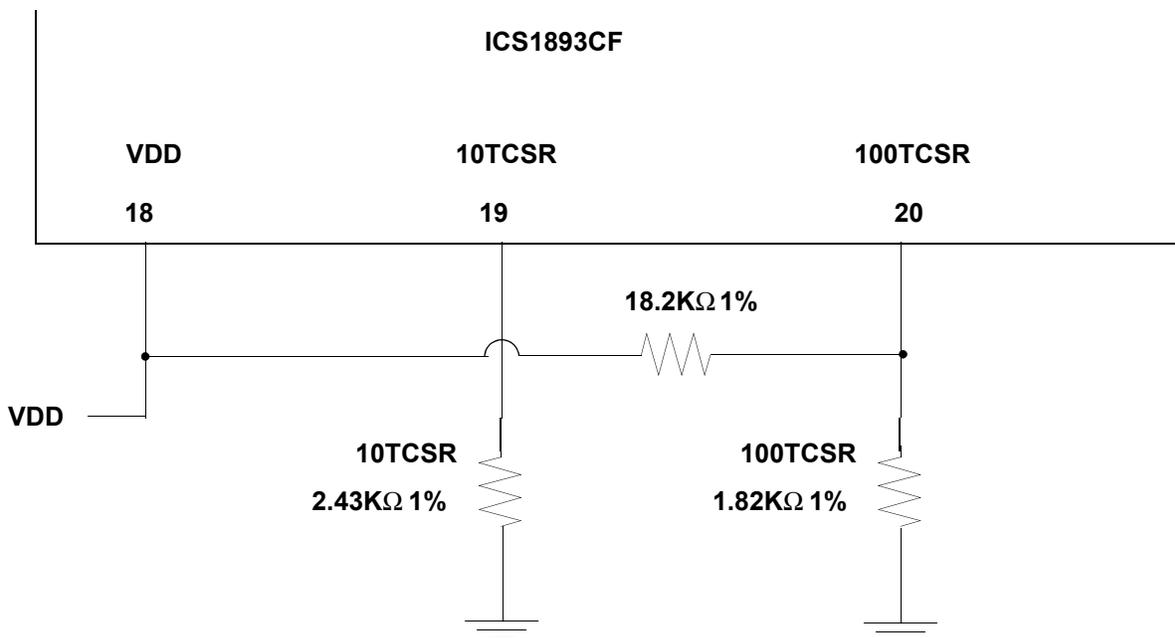 ICS1893CF
VDD
10TCSR
100TCSR
18
19
20
18.2KΩ 1%
VDD
10TCSR
2.43KΩ 1%
100TCSR
1.82KΩ 1%